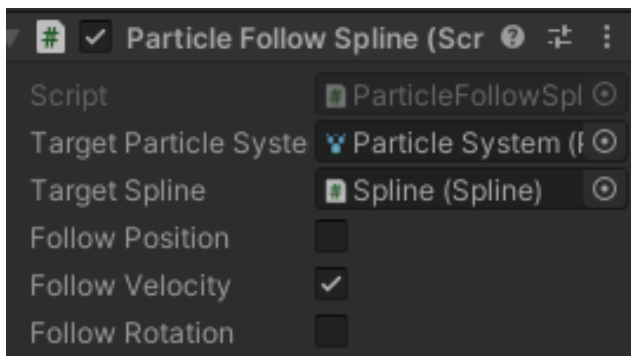 # Particle Follow Spline (Scr
Script # ParticleFollowSpl
Target Particle Syste Particle System (F
Target Spline # Spline (Spline)
Follow Position
Follow Velocity
Follow Rotation